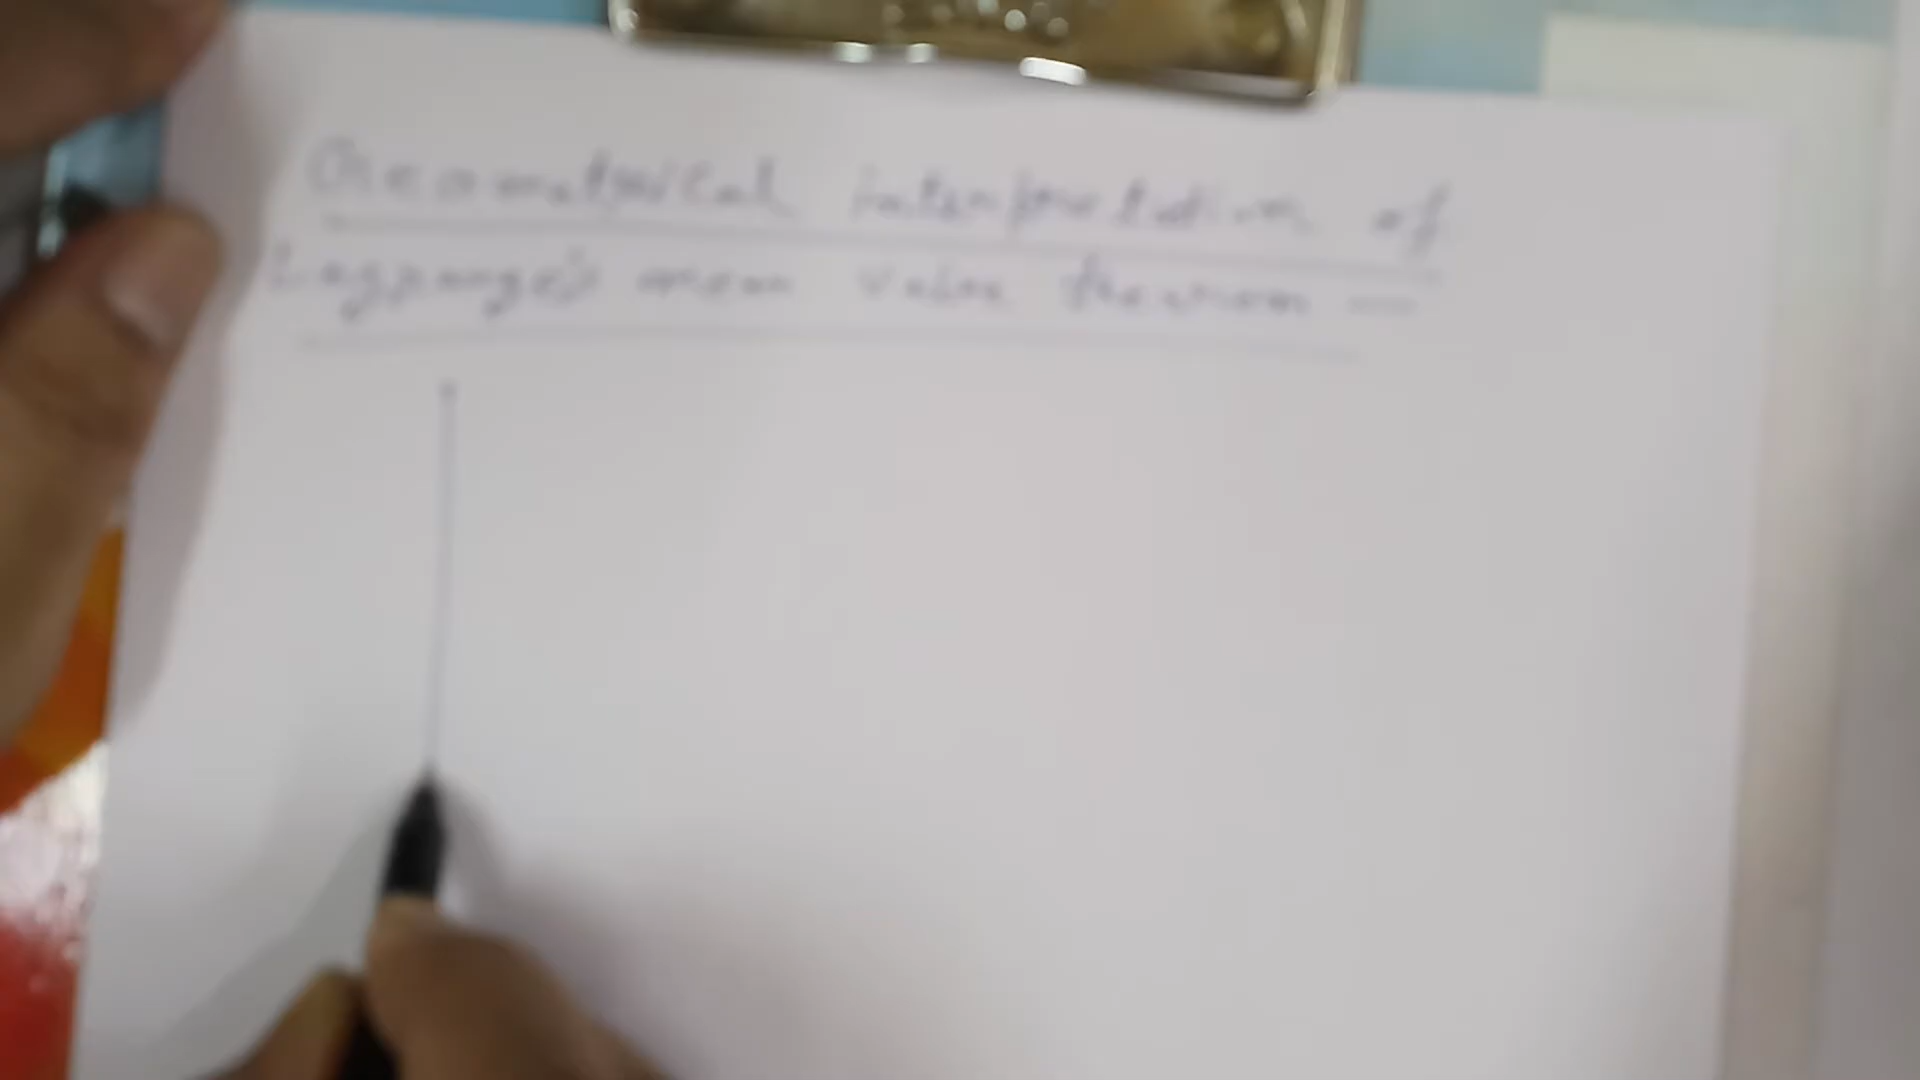 Geometrical interpretation of
Lagrange's mean value theorem —